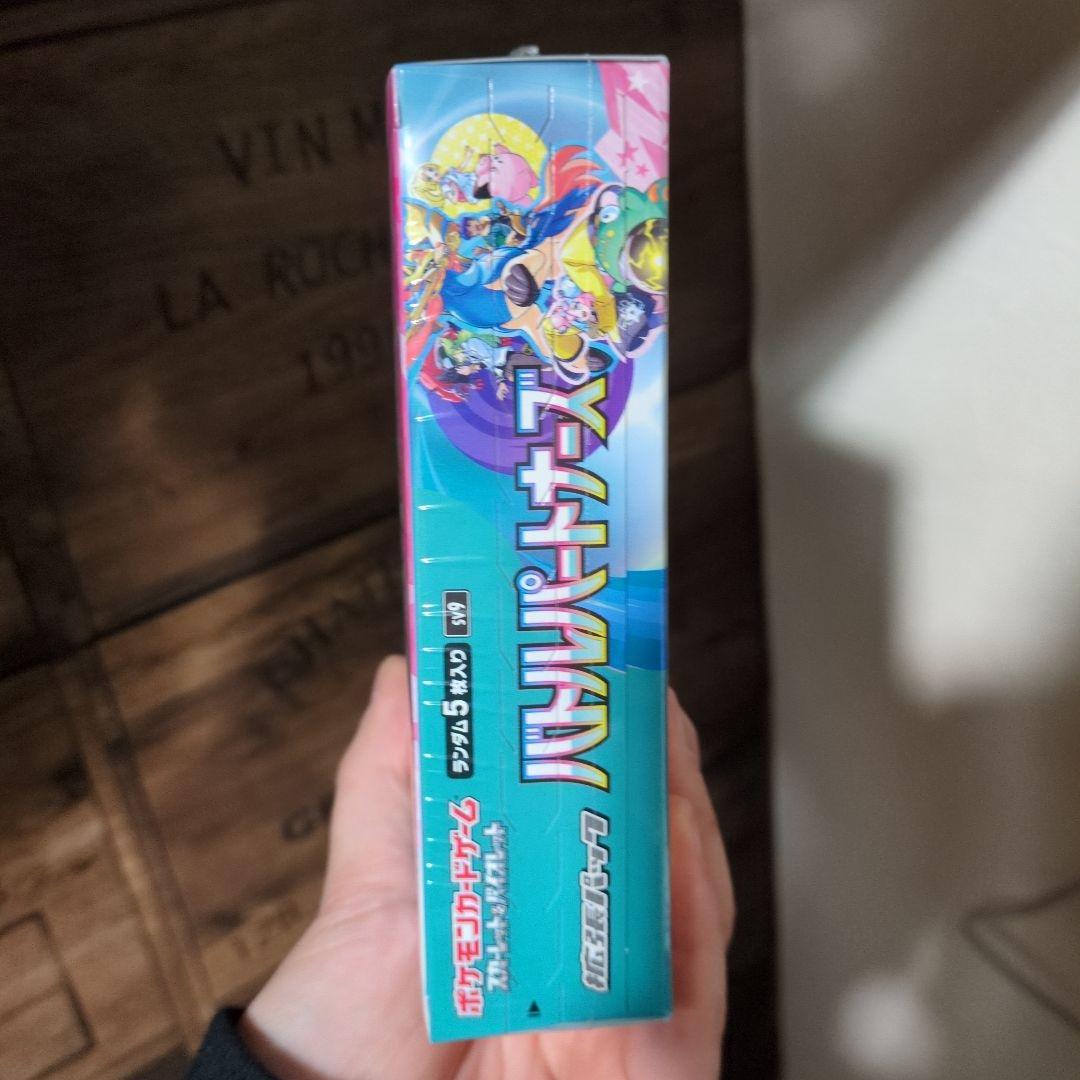 ポケモンカードゲーム
スカーレット&バイオレット
ランダム5枚入り
SV9
拡張パック
バトルパートナーズ
VIN
LA ROCH
199